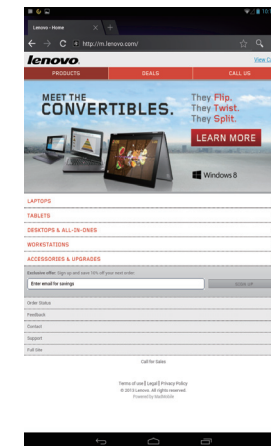 Lenovo - Home
http://m.lenovo.com/
lenovo.
PRODUCTS
DEALS
CALL US
MEET THE
CONVERTIBLES.
They Flip.
They Twist.
They Split.
LEARN MORE
Windows 8
LAPTOPS
TABLETS
DESKTOPS & ALL-IN-ONES
WORKSTATIONS
ACCESSORIES & UPGRADES
Exclusive offer: Sign up and save 10% off your next order.
Enter email for savings
SIGN UP
Order Status
Feedback
Contact
Support
Full Site
Call for Sales
Terms of use | Legal | Privacy Policy
© 2013 Lenovo. All rights reserved.
Powered by MadMobile